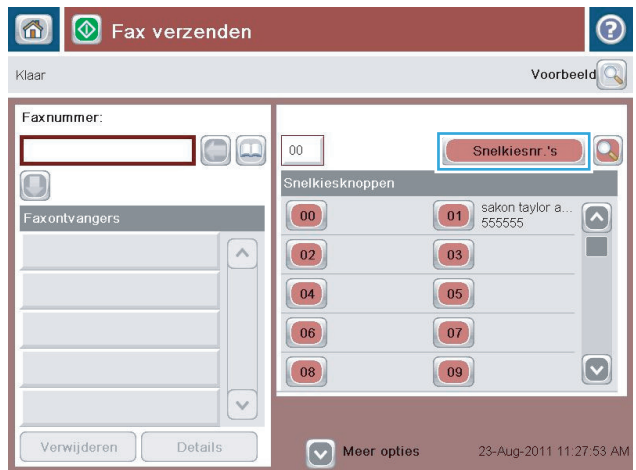 Fax verzenden
?
Klaar
Voorbeeld
Faxnummer:
00
Snelkiesnr.'s
Snelkiesknoppen
Faxontvangers
00
01
sakon taylor a...
555555
02
03
04
05
06
07
08
09
Verwijderen
Details
Meer opties
23-Aug-2011 11:27:53 AM